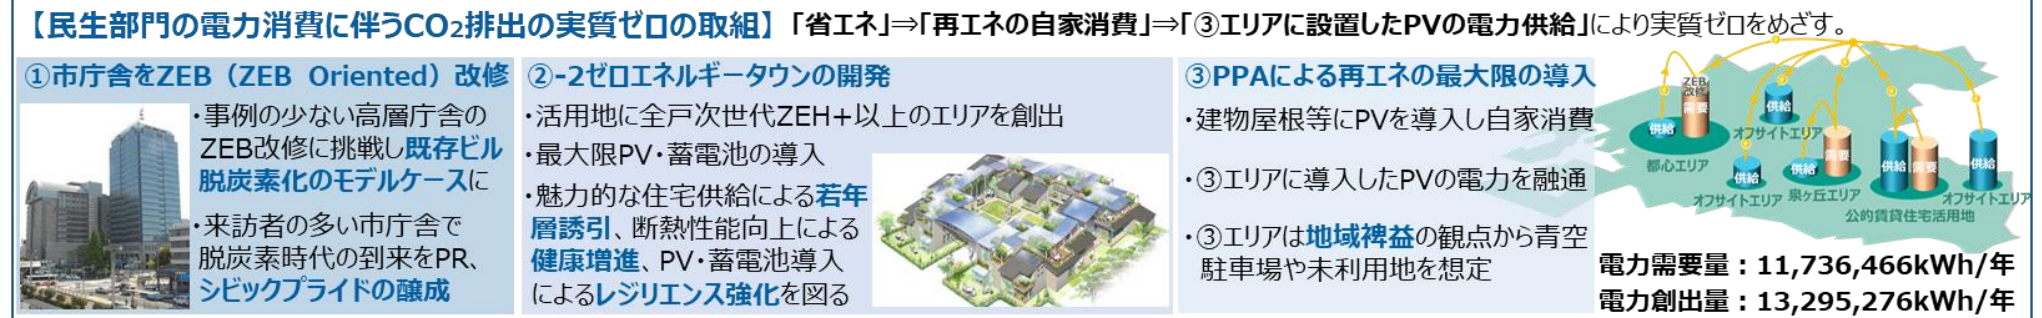 【民生部門の電力消費に伴うCO₂排出の実質ゼロの取組】「省エネ」⇒「再エネの自家消費」⇒「③エリアに設置したPVの電力供給」により実質ゼロをめざす。
①市庁舎をZEB（ZEB Oriented）改修
・事例の少ない高層庁舎の
ZEB改修に挑戦し既存ビル
脱炭素化のモデルケースに
・来訪者の多い市庁舎で
脱炭素時代の到来をPR、
シビックプライドの醸成
②-2ゼロエネルギータウンの開発
・活用地に全戸次世代ZEH+以上のエリアを創出
・最大限PV・蓄電池の導入
・魅力的な住宅供給による若年
層誘引、断熱性能向上による
健康増進、PV・蓄電池導入
によるレジリエンス強化を図る
③PPAによる再エネの最大限の導入
・建物屋根等にPVを導入し自家消費
・③エリアに導入したPVの電力を融通
・③エリアは地域裨益の観点から青空
駐車場や未利用地を想定
ZEB
改修
需要
供給
都心エリア
供給
オフサイトエリア
供給
オフサイトエリア
需要
供給
泉ヶ丘エリア
供給
需要
公的賃貸住宅活用地
供給
オフサイトエリア
電力需要量：11,736,466kWh/年
電力創出量：13,295,276kWh/年